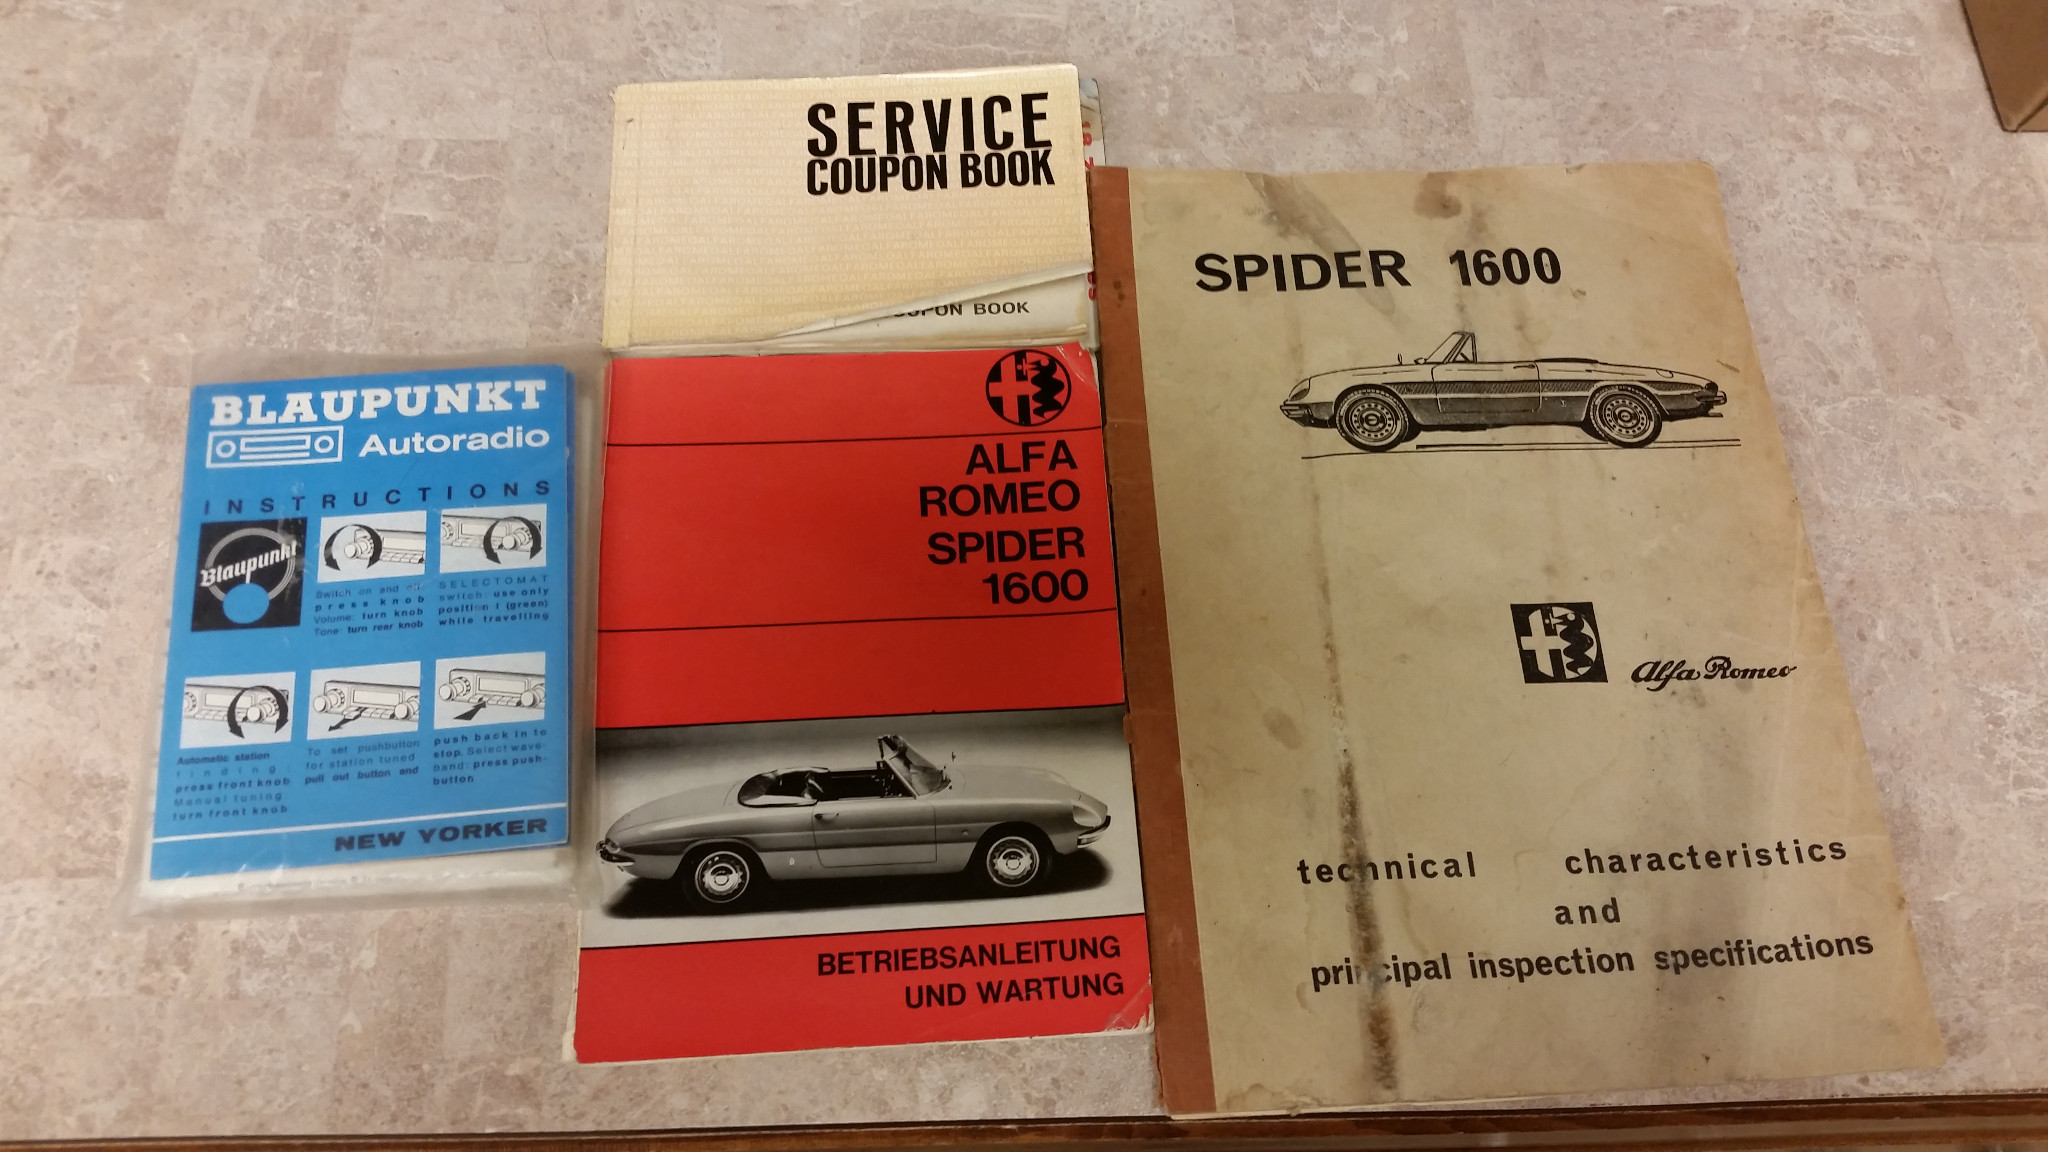 SERVICE
COUPON BOOK
COUPON BOOK
BLAUPUNKT
Autoradio
INSTRUCTIONS
Blaupunkt
Switch on and off:
press knob
Volume: turn knob
Tone: turn rear knob
SELECTOMAT
switch: use only
position I (green)
while travelling
Automatic station
finding:
press front knob
Manual tuning:
turn front knob
To set pushbutton
for station tuned
pull out button and
push back in to
stop. Select wave-
band: press push-
button
NEW YORKER
ALFA
ROMEO
SPIDER
1600
BETRIEBSANLEITUNG
UND WARTUNG
SPIDER 1600
Alfa Romeo
technical characteristics
and
principal inspection specifications